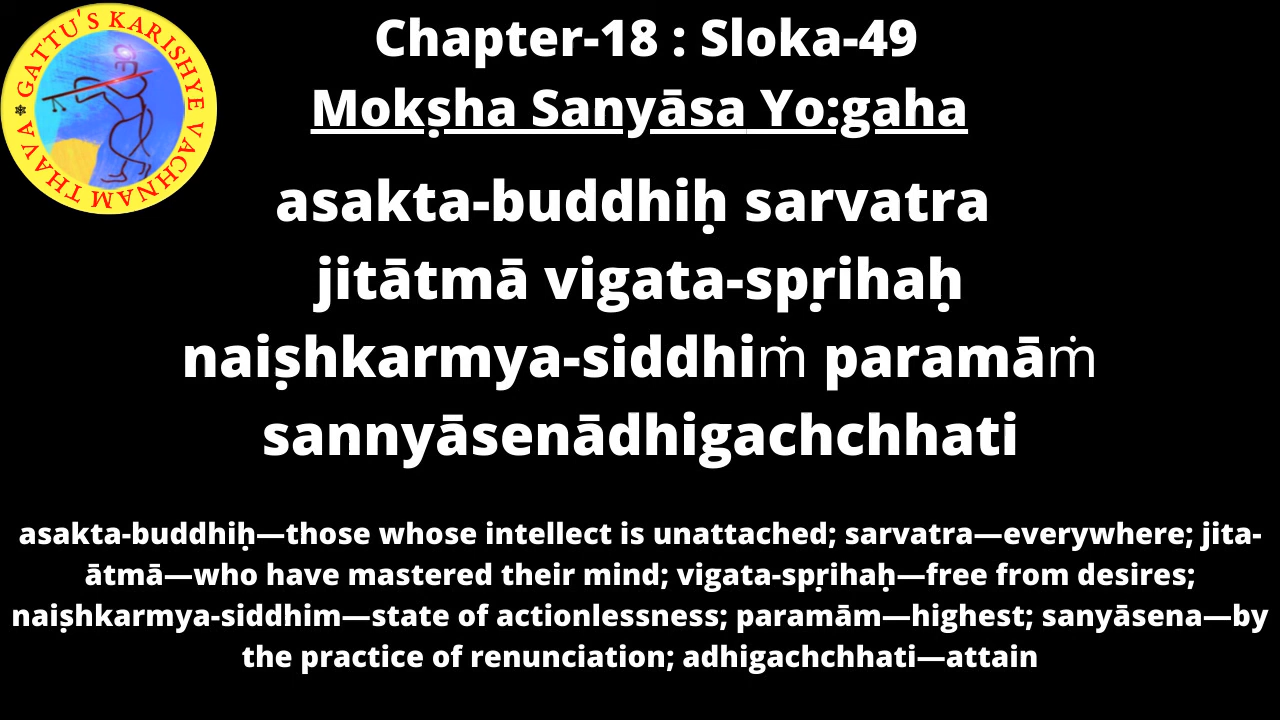 GATTU'S KARISHYE VACHNAM THAVA
Chapter-18 : Sloka-49
Mokṣha Sanyāsa Yo:gaha
asakta-buddhiḥ sarvatra
jitātmā vigata-spṛihaḥ
naiṣhkarmya-siddhiṁ paramāṁ
sannyāsenādhigachchhati
asakta-buddhiḥ—those whose intellect is unattached; sarvatra—everywhere; jita-
ātmā—who have mastered their mind; vigata-spṛihaḥ—free from desires;
naiṣhkarmya-siddhim—state of actionlessness; paramām—highest; sanyāsena—by
the practice of renunciation; adhigachchhati—attain